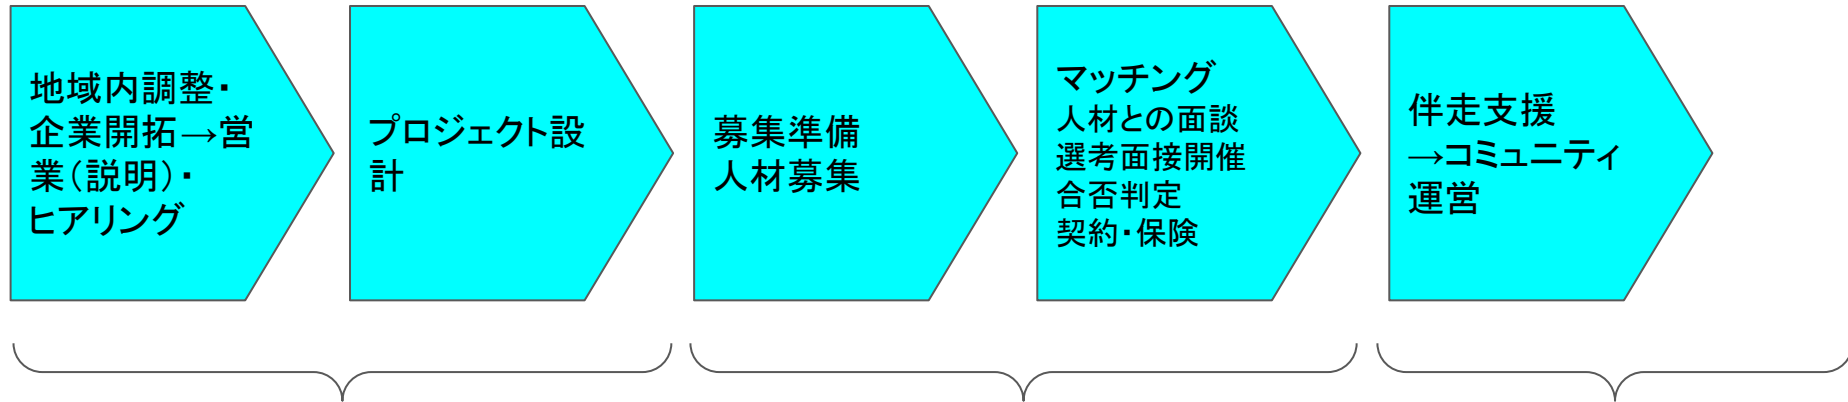 地域内調整・
企業開拓→営
業（説明）・
ヒアリング
プロジェクト設
計
募集準備
人材募集
マッチング
人材との面談
選考面接開催
合否判定
契約・保険
伴走支援
→コミュニティ
運営